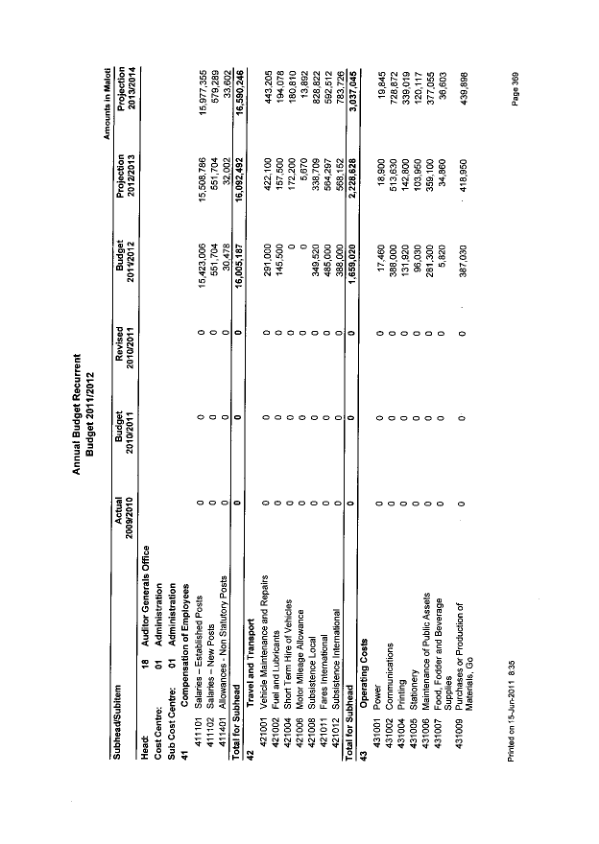 Annual Budget Recurrent
Budget 2011/2012
Amounts in Maloti
Subhead/Subitem Actual 2009/2010 Budget 2010/2011 Revised 2010/2011 Budget 2011/2012 Projection 2012/2013 Projection 2013/2014
Head: 18 Auditor Generals Office
Cost Centre: 01 Administration
Sub Cost Centre: 01 Administration
41 Compensation of Employees
411101 Salaries – Established Posts 0 0 0 15,423,006 15,508,786 15,977,355
411102 Salaries – New Posts 0 0 0 551,704 551,704 579,289
411401 Allowances - Non Statutory Posts 0 0 0 30,478 32,002 33,602
Total for Subhead 0 0 0 16,005,187 16,092,492 16,590,246
42 Travel and Transport
421001 Vehicle Maintenance and Repairs 0 0 0 291,000 422,100 443,205
421002 Fuel and Lubricants 0 0 0 145,500 157,500 194,078
421004 Short Term Hire of Vehicles 0 0 0 0 172,200 180,810
421006 Motor Mileage Allowance 0 0 0 0 5,670 13,892
421008 Subsistence Local 0 0 0 349,520 338,709 828,822
421011 Fares International 0 0 0 485,000 564,297 592,512
421012 Subsistence International 0 0 0 388,000 568,152 783,726
Total for Subhead 0 0 0 1,659,020 2,228,628 3,037,045
43 Operating Costs
431001 Power 0 0 0 17,460 18,900 19,845
431002 Communications 0 0 0 388,000 513,630 728,872
431004 Printing 0 0 0 131,920 142,800 339,019
431005 Stationery 0 0 0 96,030 103,950 120,117
431006 Maintenance of Public Assets 0 0 0 281,300 359,100 377,055
431007 Food, Fodder and Beverage 0 0 0 5,820 34,860 36,603
Supplies
431009 Purchases or Production of 0 0 0 387,030 418,950 439,898
Materials, Go
Printed on 15-Jun-2011 8:35 Page 369